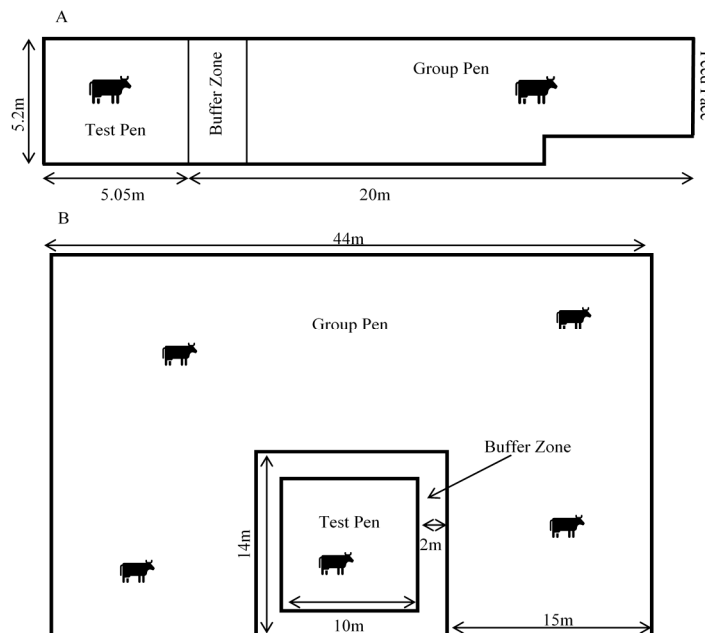 A
Group Pen
Buffer Zone
Test Pen
5.2m
5.05m
20m
B
44m
Group Pen
Buffer Zone
Test Pen
14m
2m
10m
15m